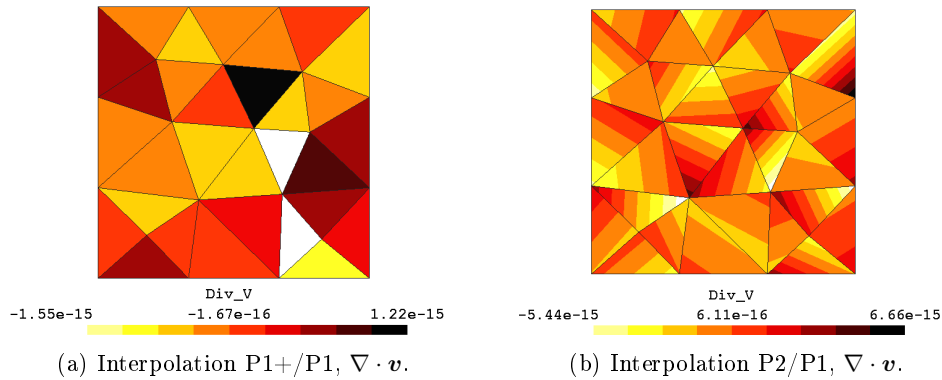 Div_V
-1.55e-15 -1.67e-16 1.22e-15
(a) Interpolation P1+/P1, ∇ · v.
Div_V
-5.44e-15 6.11e-16 6.66e-15
(b) Interpolation P2/P1, ∇ · v.